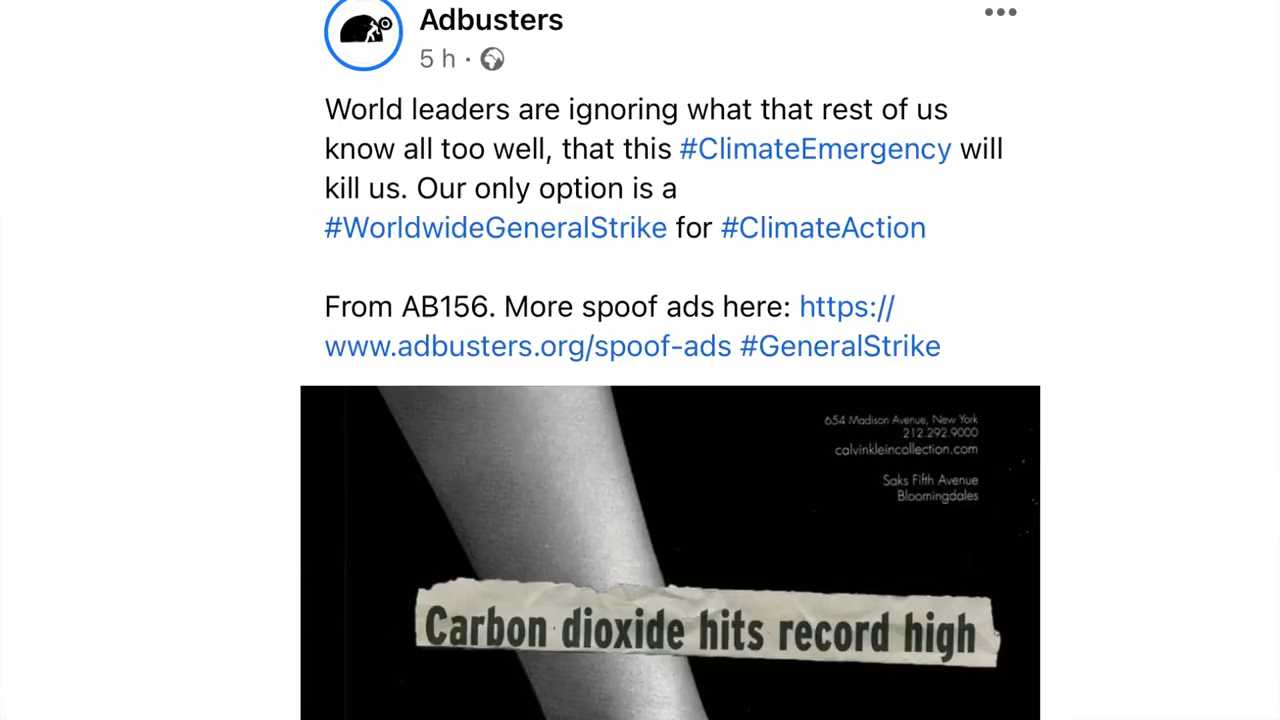 Adbusters
5 h ·
World leaders are ignoring what that rest of us
know all too well, that this #ClimateEmergency will
kill us. Our only option is a
#WorldwideGeneralStrike for #ClimateAction
From AB156. More spoof ads here: https://
www.adbusters.org/spoof-ads #GeneralStrike
654 Madison Avenue, New York
212.292.9000
calvinkleincollection.com
Saks Fifth Avenue
Bloomingdales
Carbon dioxide hits record high